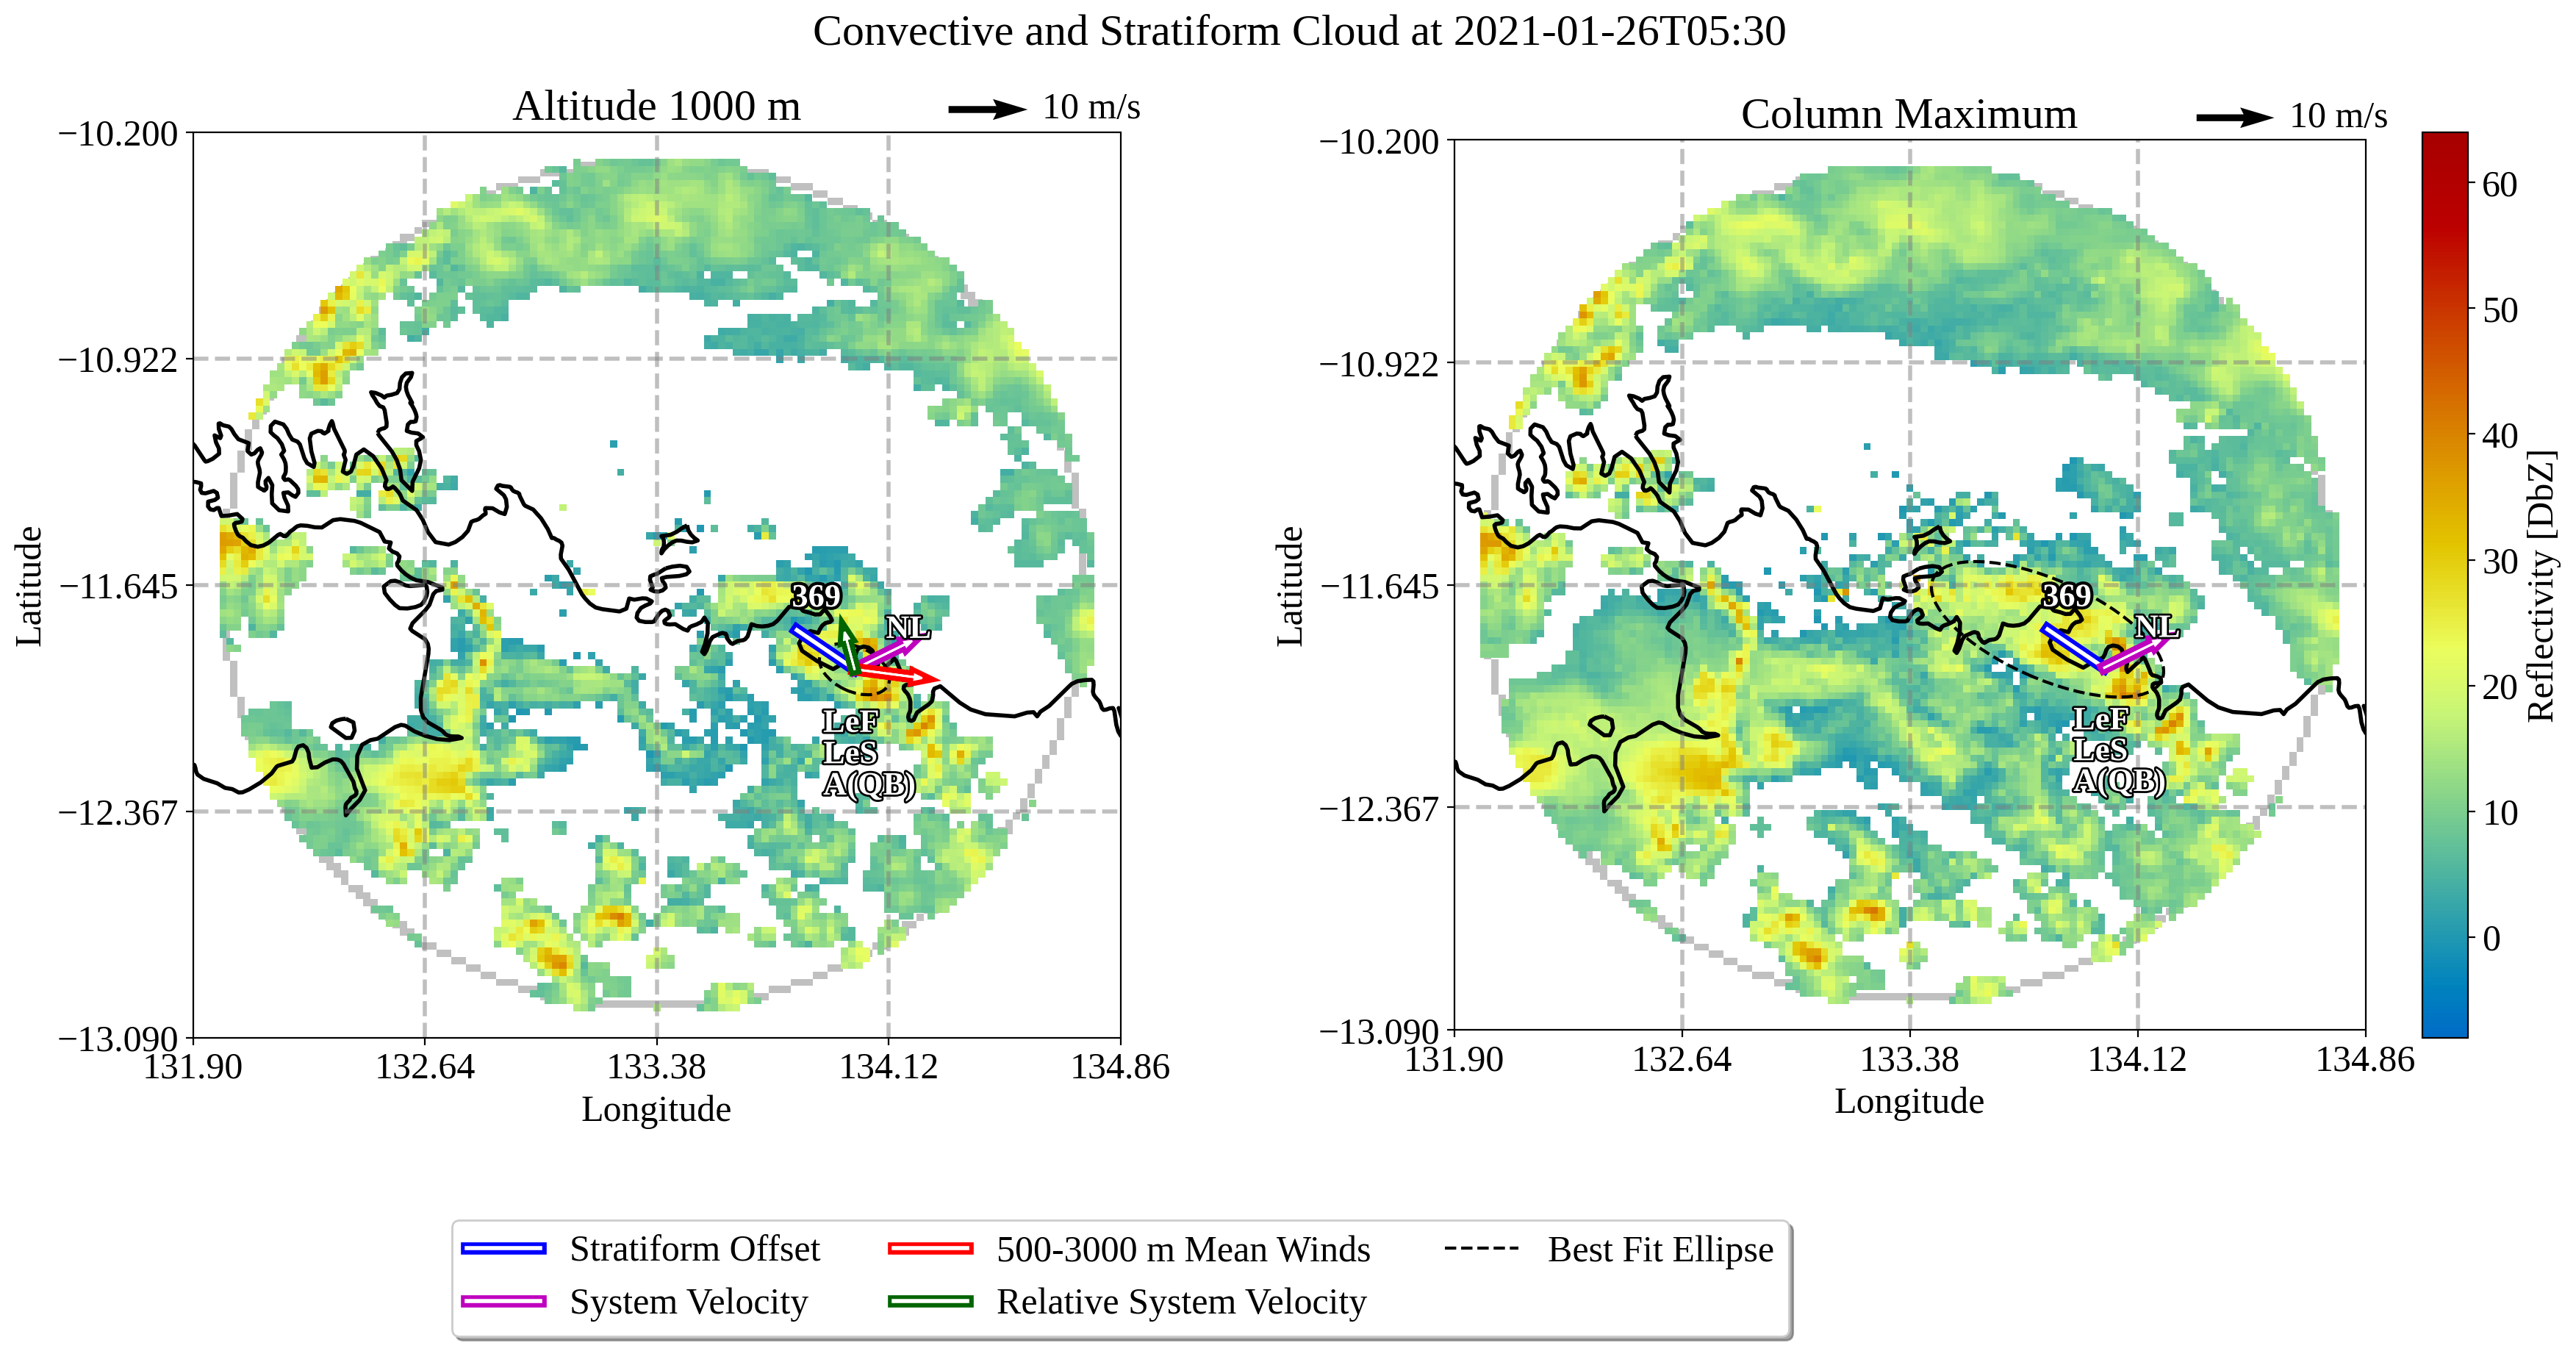 Convective and Stratiform Cloud at 2021-01-26T05:30
Altitude 1000 m
10 m/s
−10.200
−10.922
−11.645
−12.367
−13.090
Latitude
369
NL
LeF
LeS
A(QB)
131.90
132.64
133.38
134.12
134.86
Longitude
Column Maximum
10 m/s
−10.200
−10.922
−11.645
−12.367
−13.090
Latitude
369
NL
LeF
LeS
A(QB)
131.90
132.64
133.38
134.12
134.86
Longitude
60
50
40
30
20
10
0
Reflectivity [DbZ]
Stratiform Offset
System Velocity
500-3000 m Mean Winds
Relative System Velocity
Best Fit Ellipse